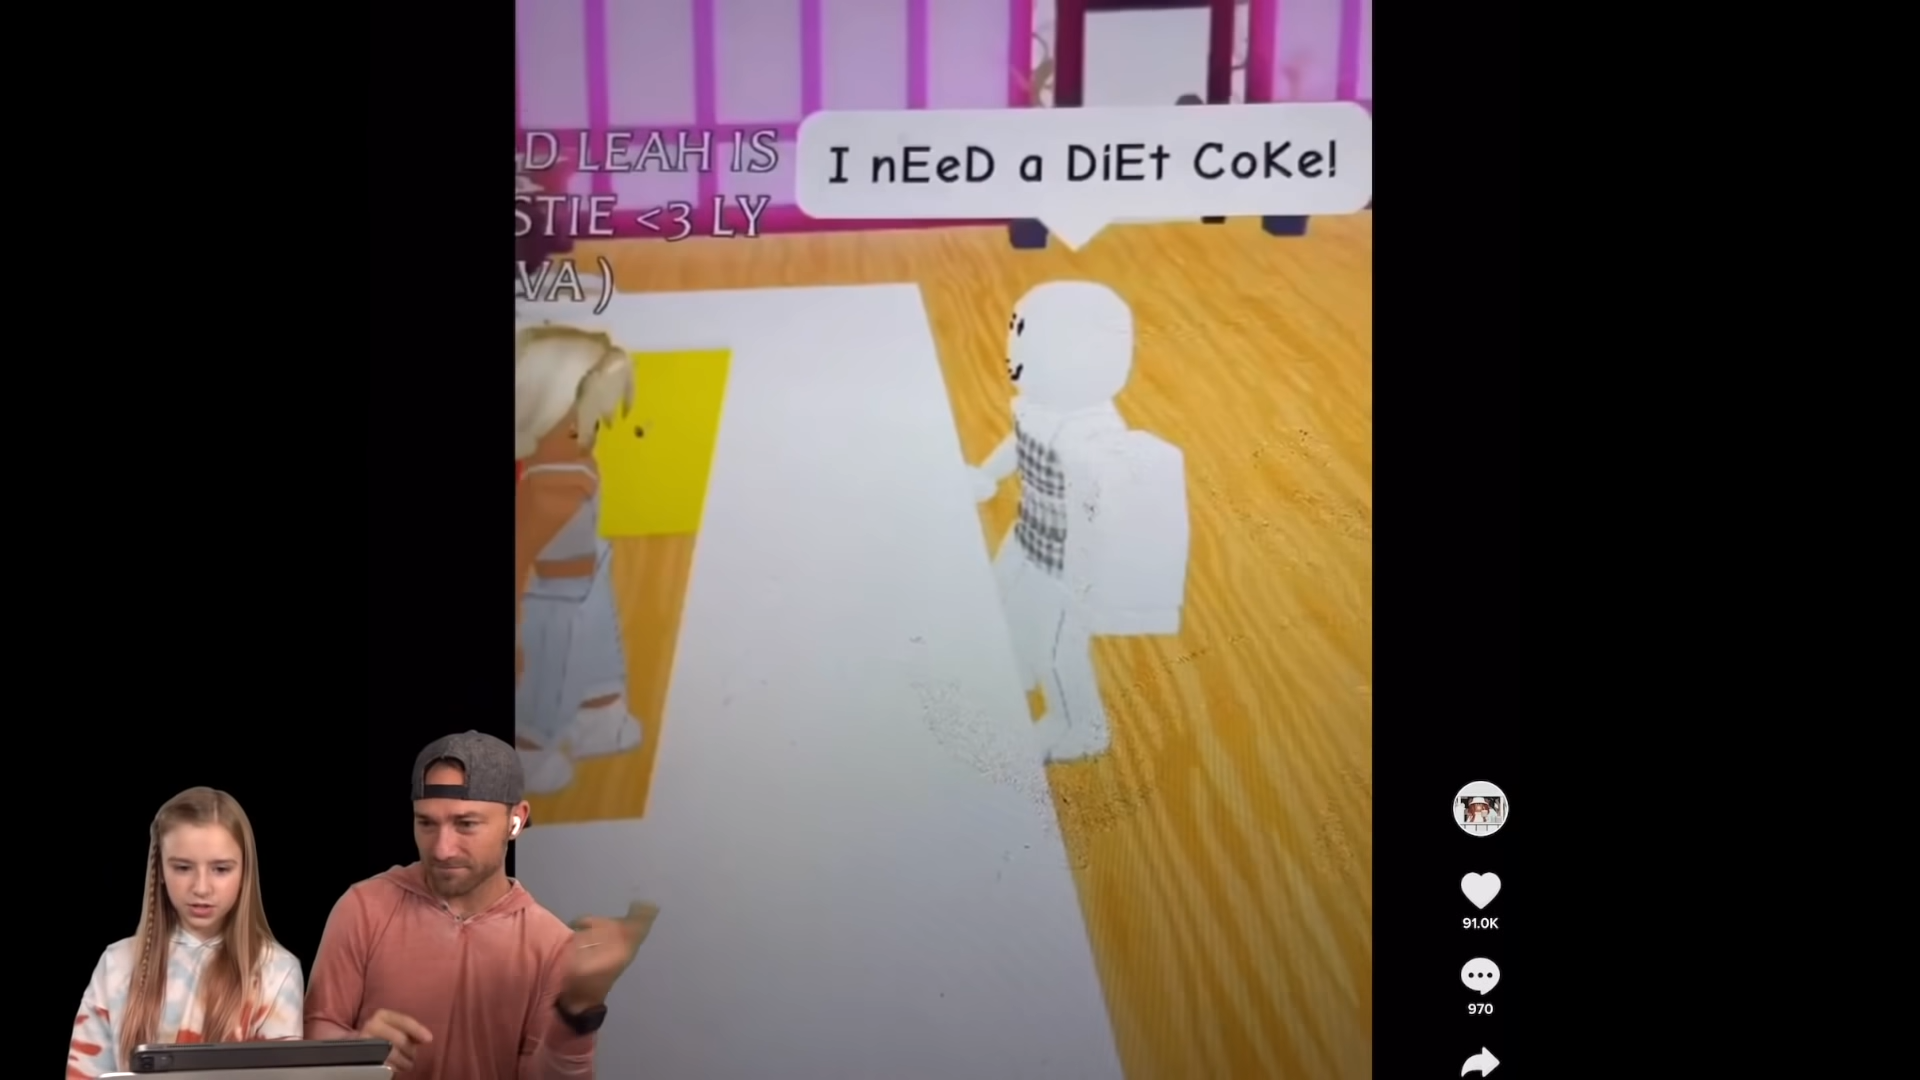 D LEAH IS
STIE <3 LY
VA )
I nEeD a DiEt CoKe!
91.0K
970